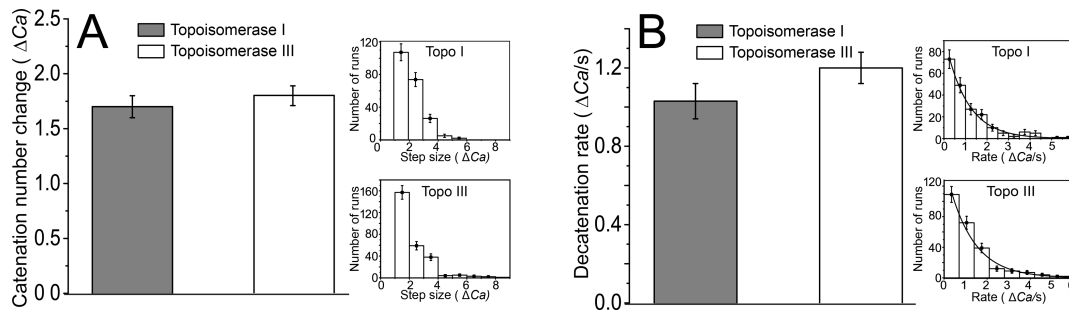 A
Topoisomerase I
Topoisomerase III
Catenation number change (ΔCa)
2.5
2.0
1.5
1.0
0.5
0 0
Topo I
Number of runs
120
80
40
0
0 2 4 6 8
Step size (ΔCa)
Topo III
Number of runs
160
120
80
40
0
0 2 4 6 8
Step size (ΔCa)
B
Topoisomerase I
Topoisomerase III
Decatenation rate (ΔCa/s)
1.2
0.8
0.4
0.0
Topo I
Number of runs
80
60
40
20
0
0 1 2 3 4 5 6
Rate (ΔCa/s)
Topo III
Number of runs
120
80
40
0
0 1 2 3 4 5 6
Rate (ΔCa/s)